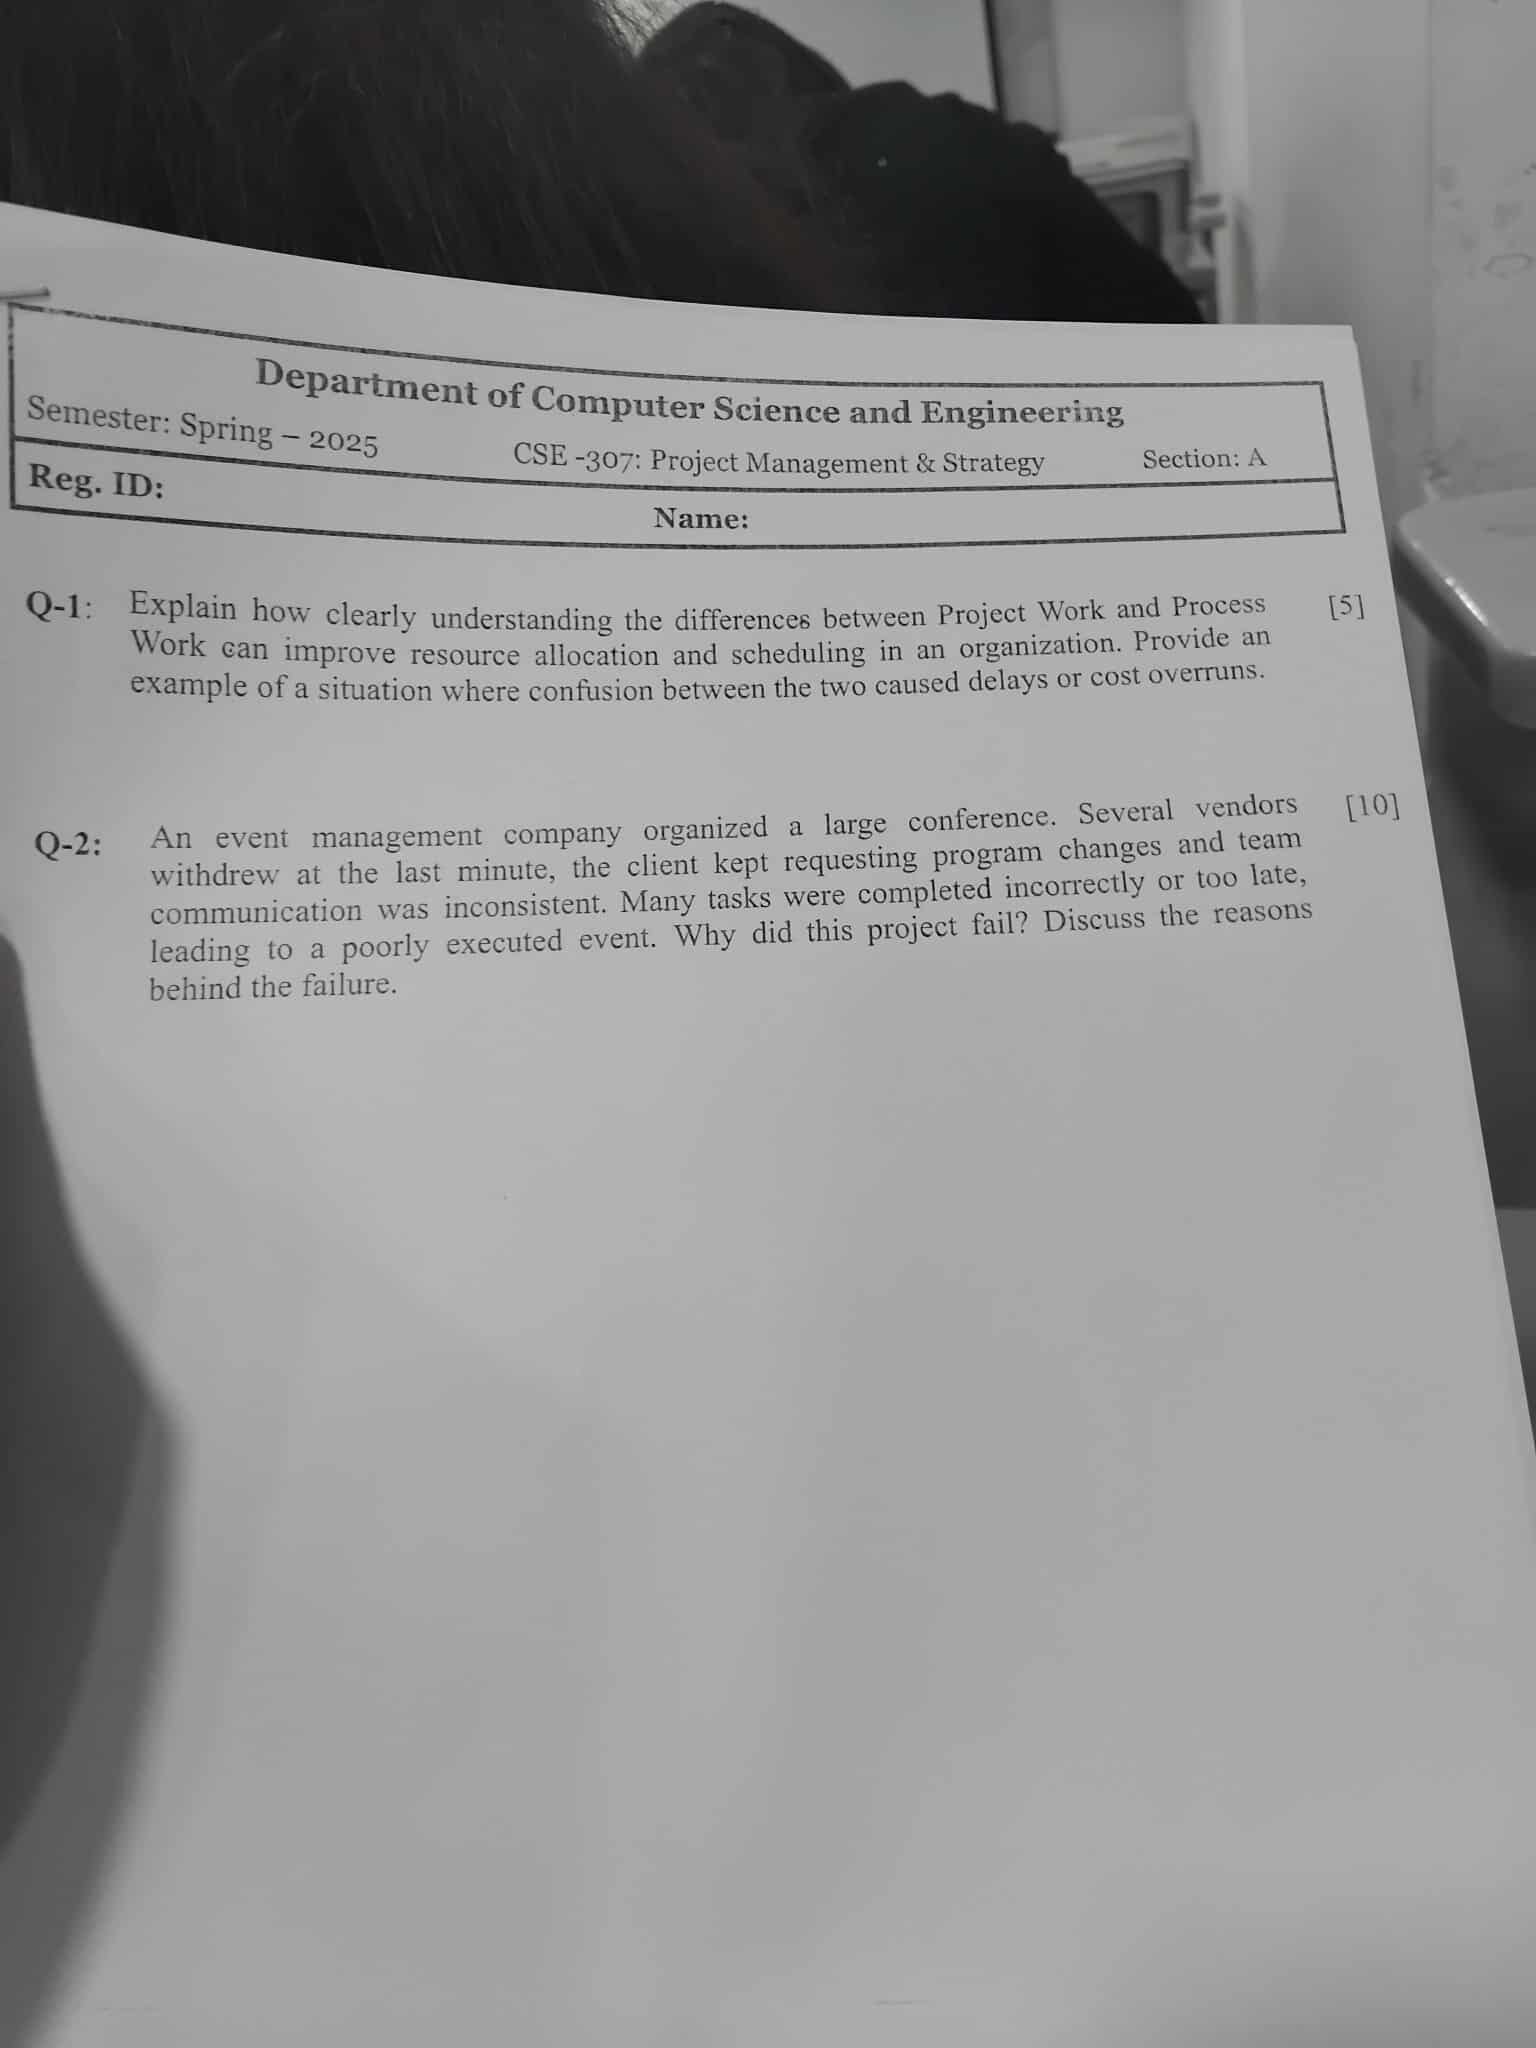 Department of Computer Science and Engineering
Semester: Spring – 2025 CSE -307: Project Management & Strategy Section: A
Reg. ID: Name:
Q-1: Explain how clearly understanding the differences between Project Work and Process [5]
Work can improve resource allocation and scheduling in an organization. Provide an
example of a situation where confusion between the two caused delays or cost overruns.
Q-2: An event management company organized a large conference. Several vendors [10]
withdrew at the last minute, the client kept requesting program changes and team
communication was inconsistent. Many tasks were completed incorrectly or too late,
leading to a poorly executed event. Why did this project fail? Discuss the reasons
behind the failure.